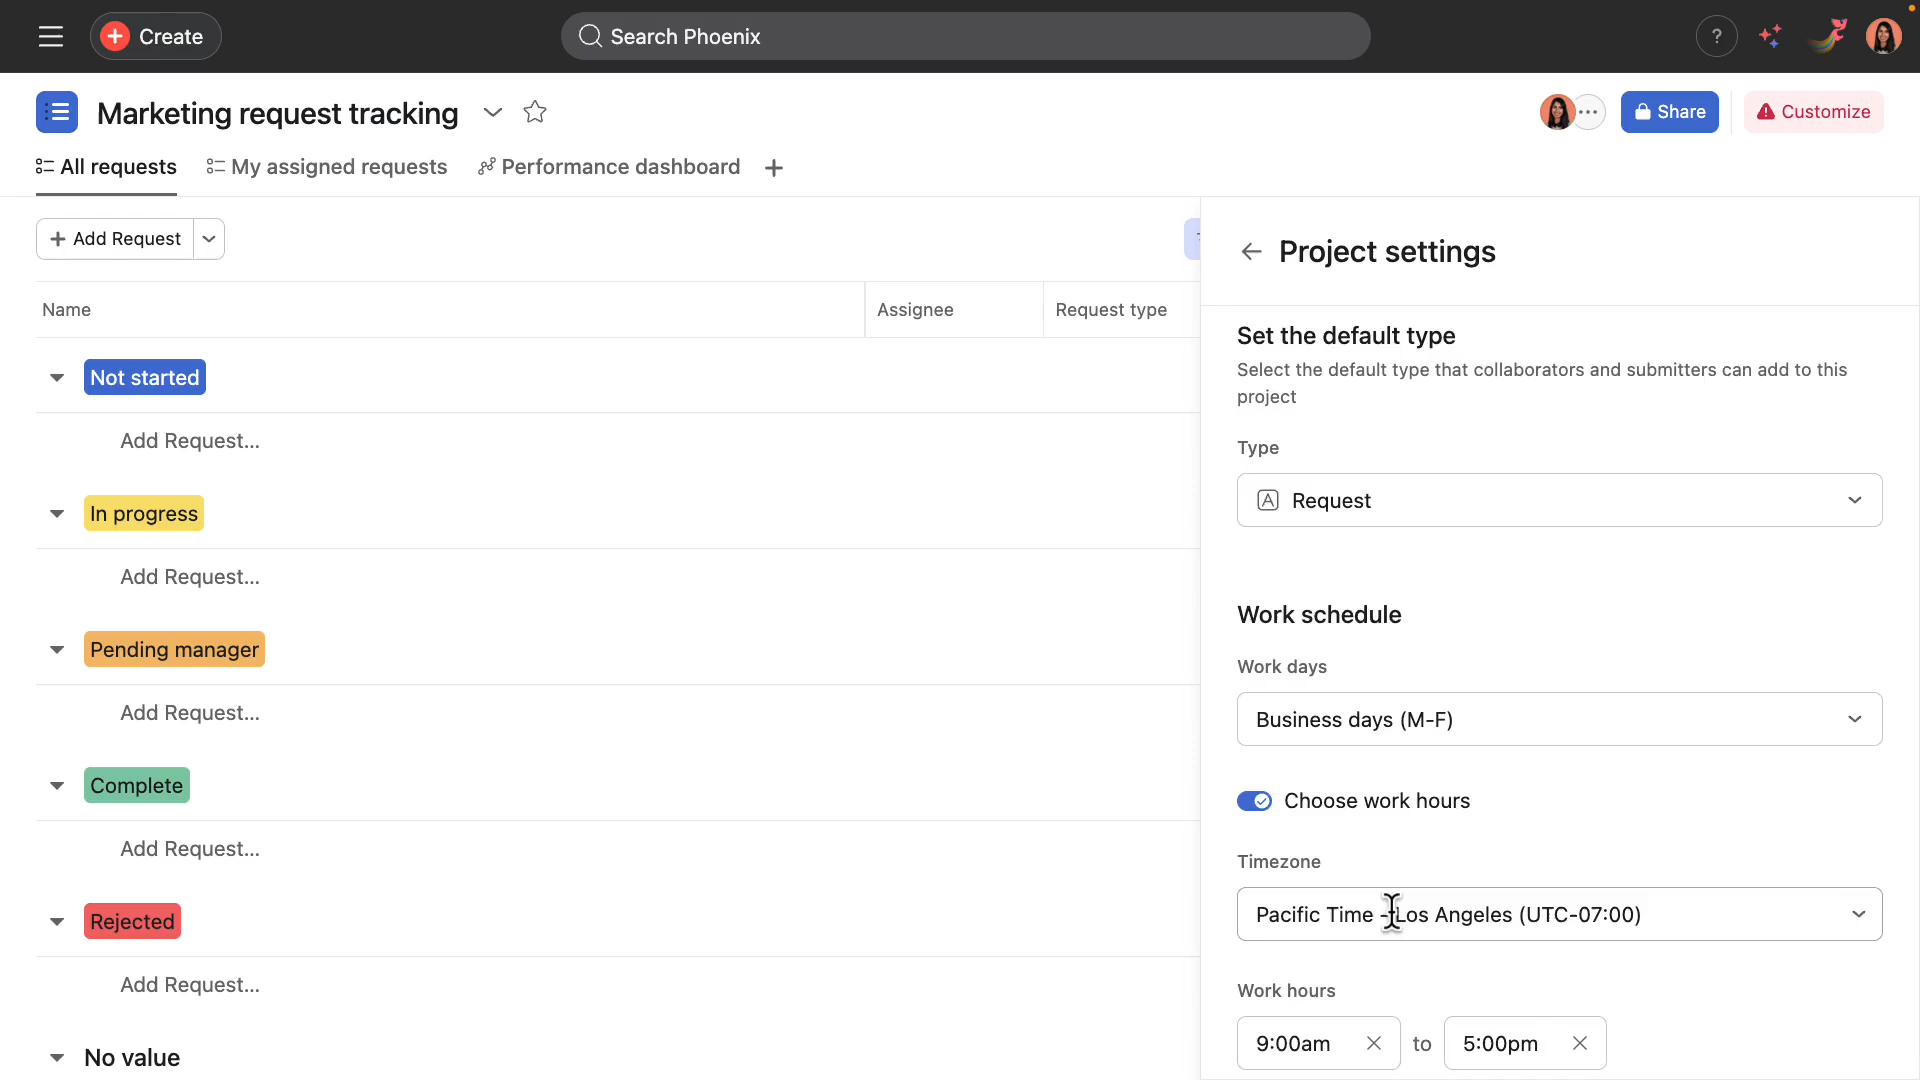 Create
Search Phoenix
?
Marketing request tracking
Share
Customize
All requests
My assigned requests
Performance dashboard
Add Request
Project settings
Name
Assignee
Request type
Set the default type
Select the default type that collaborators and submitters can add to this
project
Not started
Add Request...
Type
Request
In progress
Add Request...
Work schedule
Pending manager
Work days
Add Request...
Business days (M-F)
Complete
Choose work hours
Add Request...
Timezone
Rejected
Pacific Time - Los Angeles (UTC-07:00)
Add Request...
Work hours
No value
9:00am
to
5:00pm